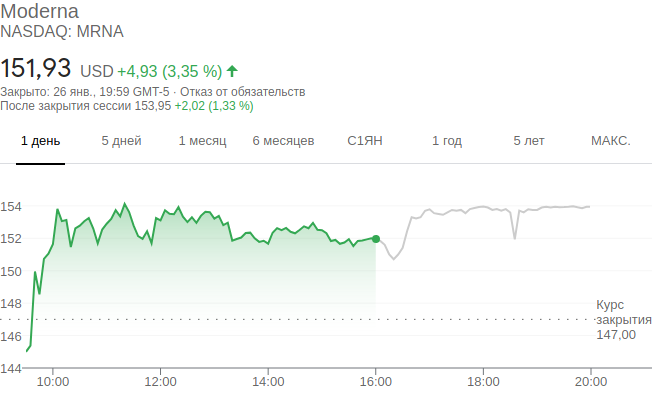 Moderna
NASDAQ: MRNA
151,93 USD +4,93 (3,35 %)
Закрыто: 26 янв., 19:59 GMT-5 · Отказ от обязательств
После закрытия сессии 153,95 +2,02 (1,33 %)
1 день 5 дней 1 месяц 6 месяцев С1ЯН 1 год 5 лет МАКС.
154
152
150
148
146
144
Курс
закрытия
147,00
10:00 12:00 14:00 16:00 18:00 20:00